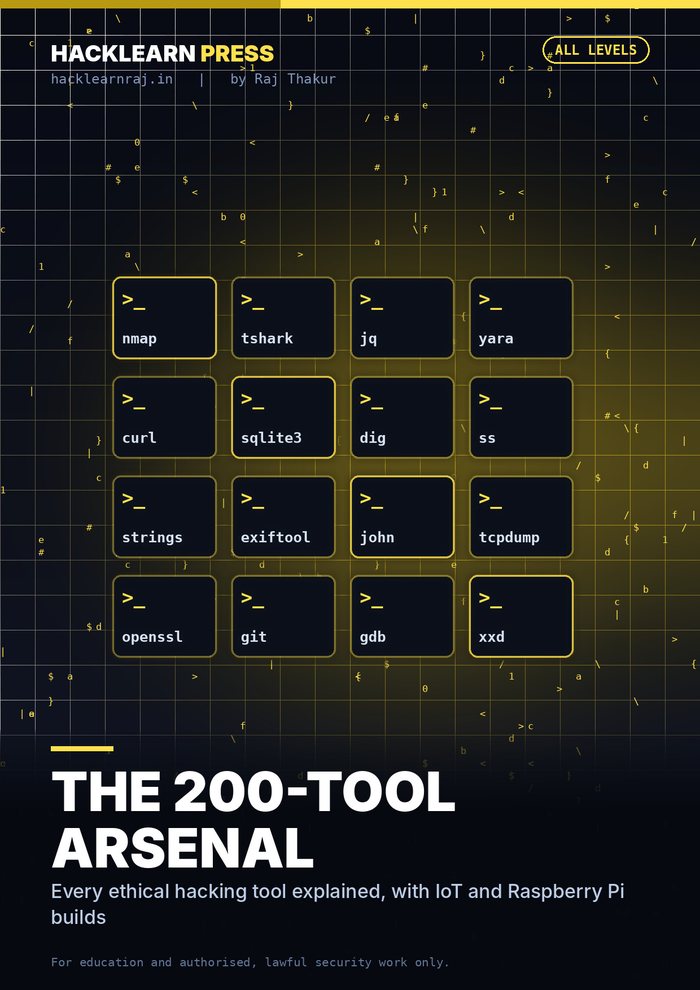 HACKLEARN PRESS
ALL LEVELS
hacklearnraj.in | by Raj Thakur
>_ >_ >_ >_
nmap tshark jq yara
>_ >_ >_ >_
curl sqlite3 dig ss
>_ >_ >_ >_
strings exiftool john tcpdump
>_ >_ >_ >_
openssl git gdb xxd
THE 200-TOOL
ARSENAL
Every ethical hacking tool explained, with IoT and Raspberry Pi
builds
For education and authorised, lawful security work only.